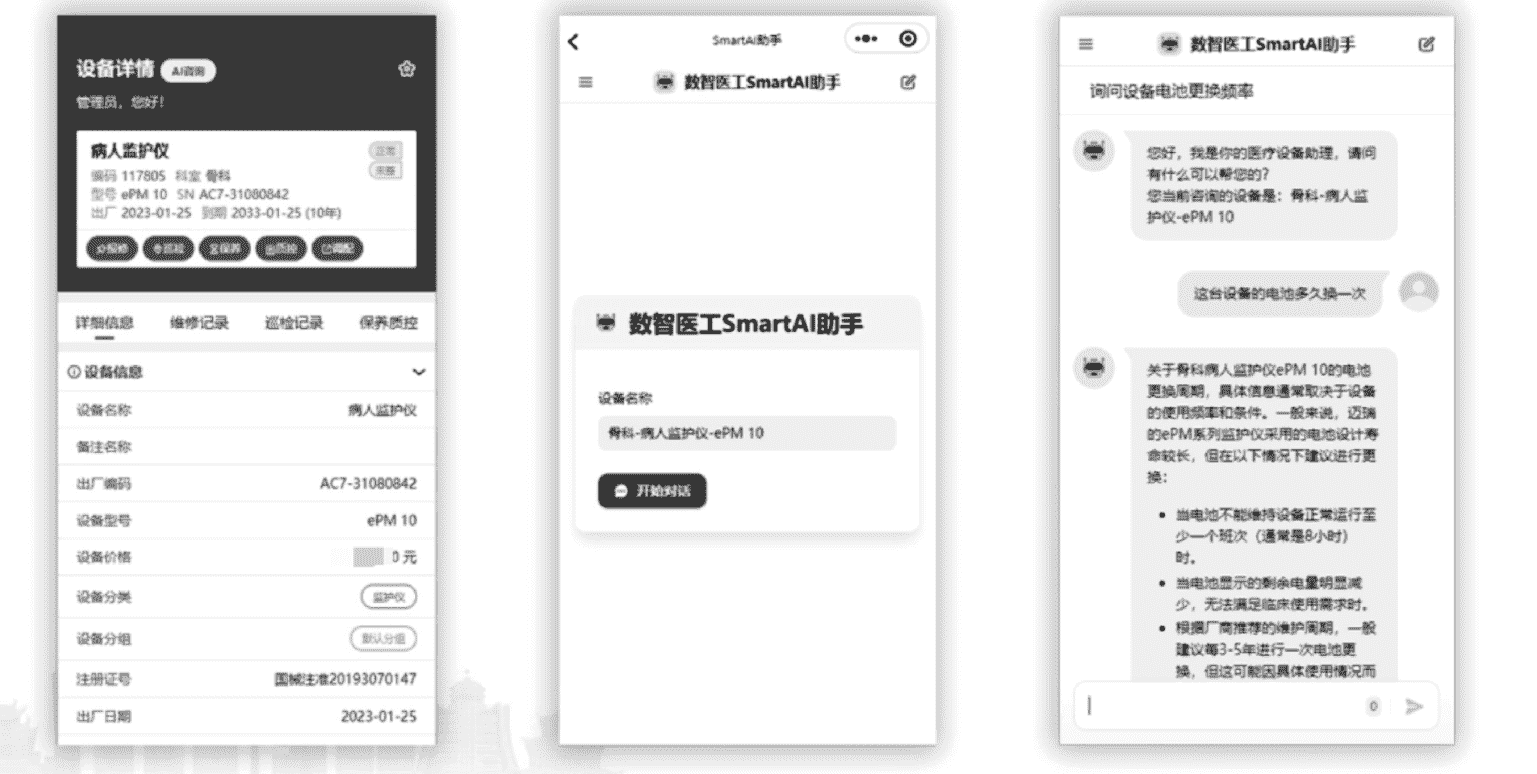 设备详情 AI咨询
管理员，您好！
病人监护仪
正常
编码 117805 科室 骨科
型号 ePM 10 SN AC7-31080842
出厂 2023-01-25 到期 2033-01-25 (10年)
详细信息 维修记录 巡检记录 保养质控
设备信息
设备名称 病人监护仪
备注名称
出厂编码 AC7-31080842
设备型号 ePM 10
设备价格 0 元
设备分类 监护仪
设备分组 默认分组
注册证号 国械注准20193070147
出厂日期 2023-01-25
SmartAI助手
数智医工SmartAI助手
数智医工SmartAI助手
设备名称
骨科-病人监护仪-ePM 10
开始对话
数智医工SmartAI助手
询问设备电池更换频率
您好，我是你的医疗设备助理，请问
有什么可以帮您的？
您当前咨询的设备是：骨科-病人监
护仪-ePM 10
这台设备的电池多久换一次
关于骨科病人监护仪ePM 10的电池
更换周期，具体信息通常取决于设备
的使用频率和条件。一般来说，迈瑞
的ePM系列监护仪采用的电池设计寿
命较长，但在以下情况下建议进行更
换：
• 当电池不能维持设备正常运行至
少一个班次（通常是8小时）
时。
• 当电池显示的剩余电量明显减
少，无法满足临床使用需求时。
• 根据厂商推荐的维护周期，一般
建议每3-5年进行一次电池更
换，但这可能因具体使用情况而
0